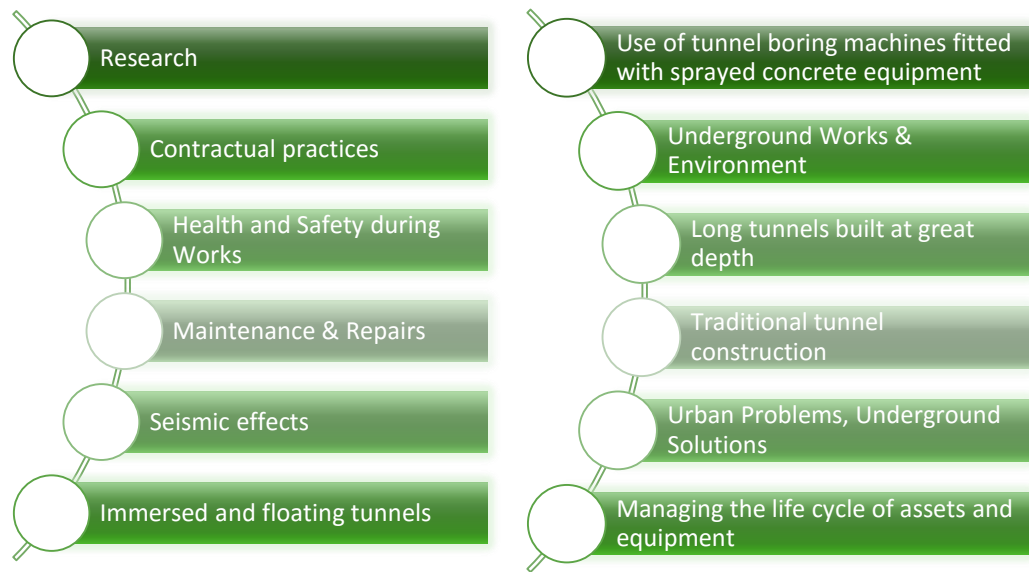 Research
Contractual practices
Health and Safety during
Works
Maintenance & Repairs
Seismic effects
Immersed and floating tunnels
Use of tunnel boring machines fitted
with sprayed concrete equipment
Underground Works &
Environment
Long tunnels built at great
depth
Traditional tunnel
construction
Urban Problems, Underground
Solutions
Managing the life cycle of assets and
equipment